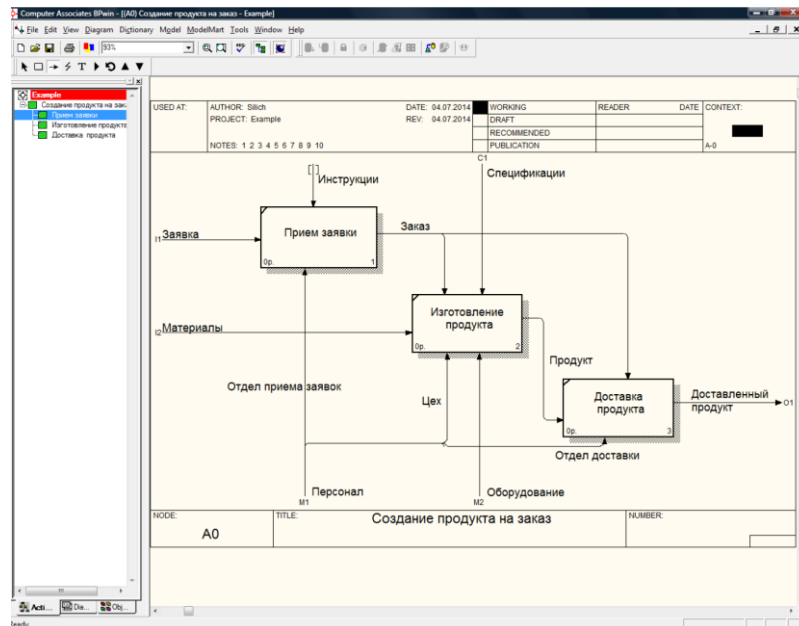 Computer Associates BPwin - [(A0) Создание продукта на заказ - Example]
File Edit View Diagram Dictionary Model ModelMart Tools Window Help
93%
Example
Создание продукта на зак
Прием заявки
Изготовление продукта
Доставка продукта
USED AT: AUTHOR: Silich DATE: 04.07.2014 WORKING READER DATE CONTEXT:
PROJECT: Example REV: 04.07.2014 DRAFT
RECOMMENDED
NOTES: 1 2 3 4 5 6 7 8 9 10 PUBLICATION A-0
C1
Инструкции
Спецификации
Заказ
I1 Заявка
Прием заявки
0р. 1
Изготовление
продукта
I2 Материалы
0р. 2
Продукт
Отдел приема заявок
Цех
Доставка
продукта
0р. 3
Доставленный
продукт
O1
Отдел доставки
Персонал
M1
Оборудование
M2
NODE: TITLE: NUMBER:
A0 Создание продукта на заказ
Acti... Dia... Obj...
Ready